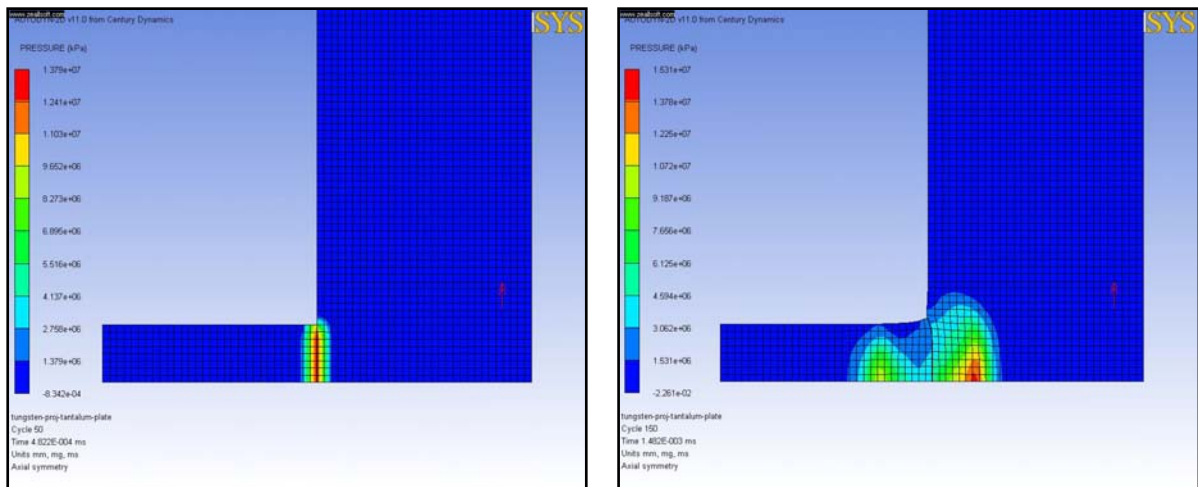 www.zealsoft.com
AUTODYN-2D v11.0 from Century Dynamics
SYS
PRESSURE (kPa)
1.379e+07
1.241e+07
1.103e+07
9.652e+06
8.273e+06
6.895e+06
5.516e+06
4.137e+06
2.758e+06
1.379e+06
-8.342e-04
tungsten-proj-tantalum-plate
Cycle 50
Time 4.822E-004 ms
Units mm, mg, ms
Axial symmetry
www.zealsoft.com
AUTODYN-2D v11.0 from Century Dynamics
SYS
PRESSURE (kPa)
1.531e+07
1.378e+07
1.225e+07
1.072e+07
9.187e+06
7.656e+06
6.125e+06
4.594e+06
3.062e+06
1.531e+06
-2.261e-02
tungsten-proj-tantalum-plate
Cycle 150
Time 1.482E-003 ms
Units mm, mg, ms
Axial symmetry